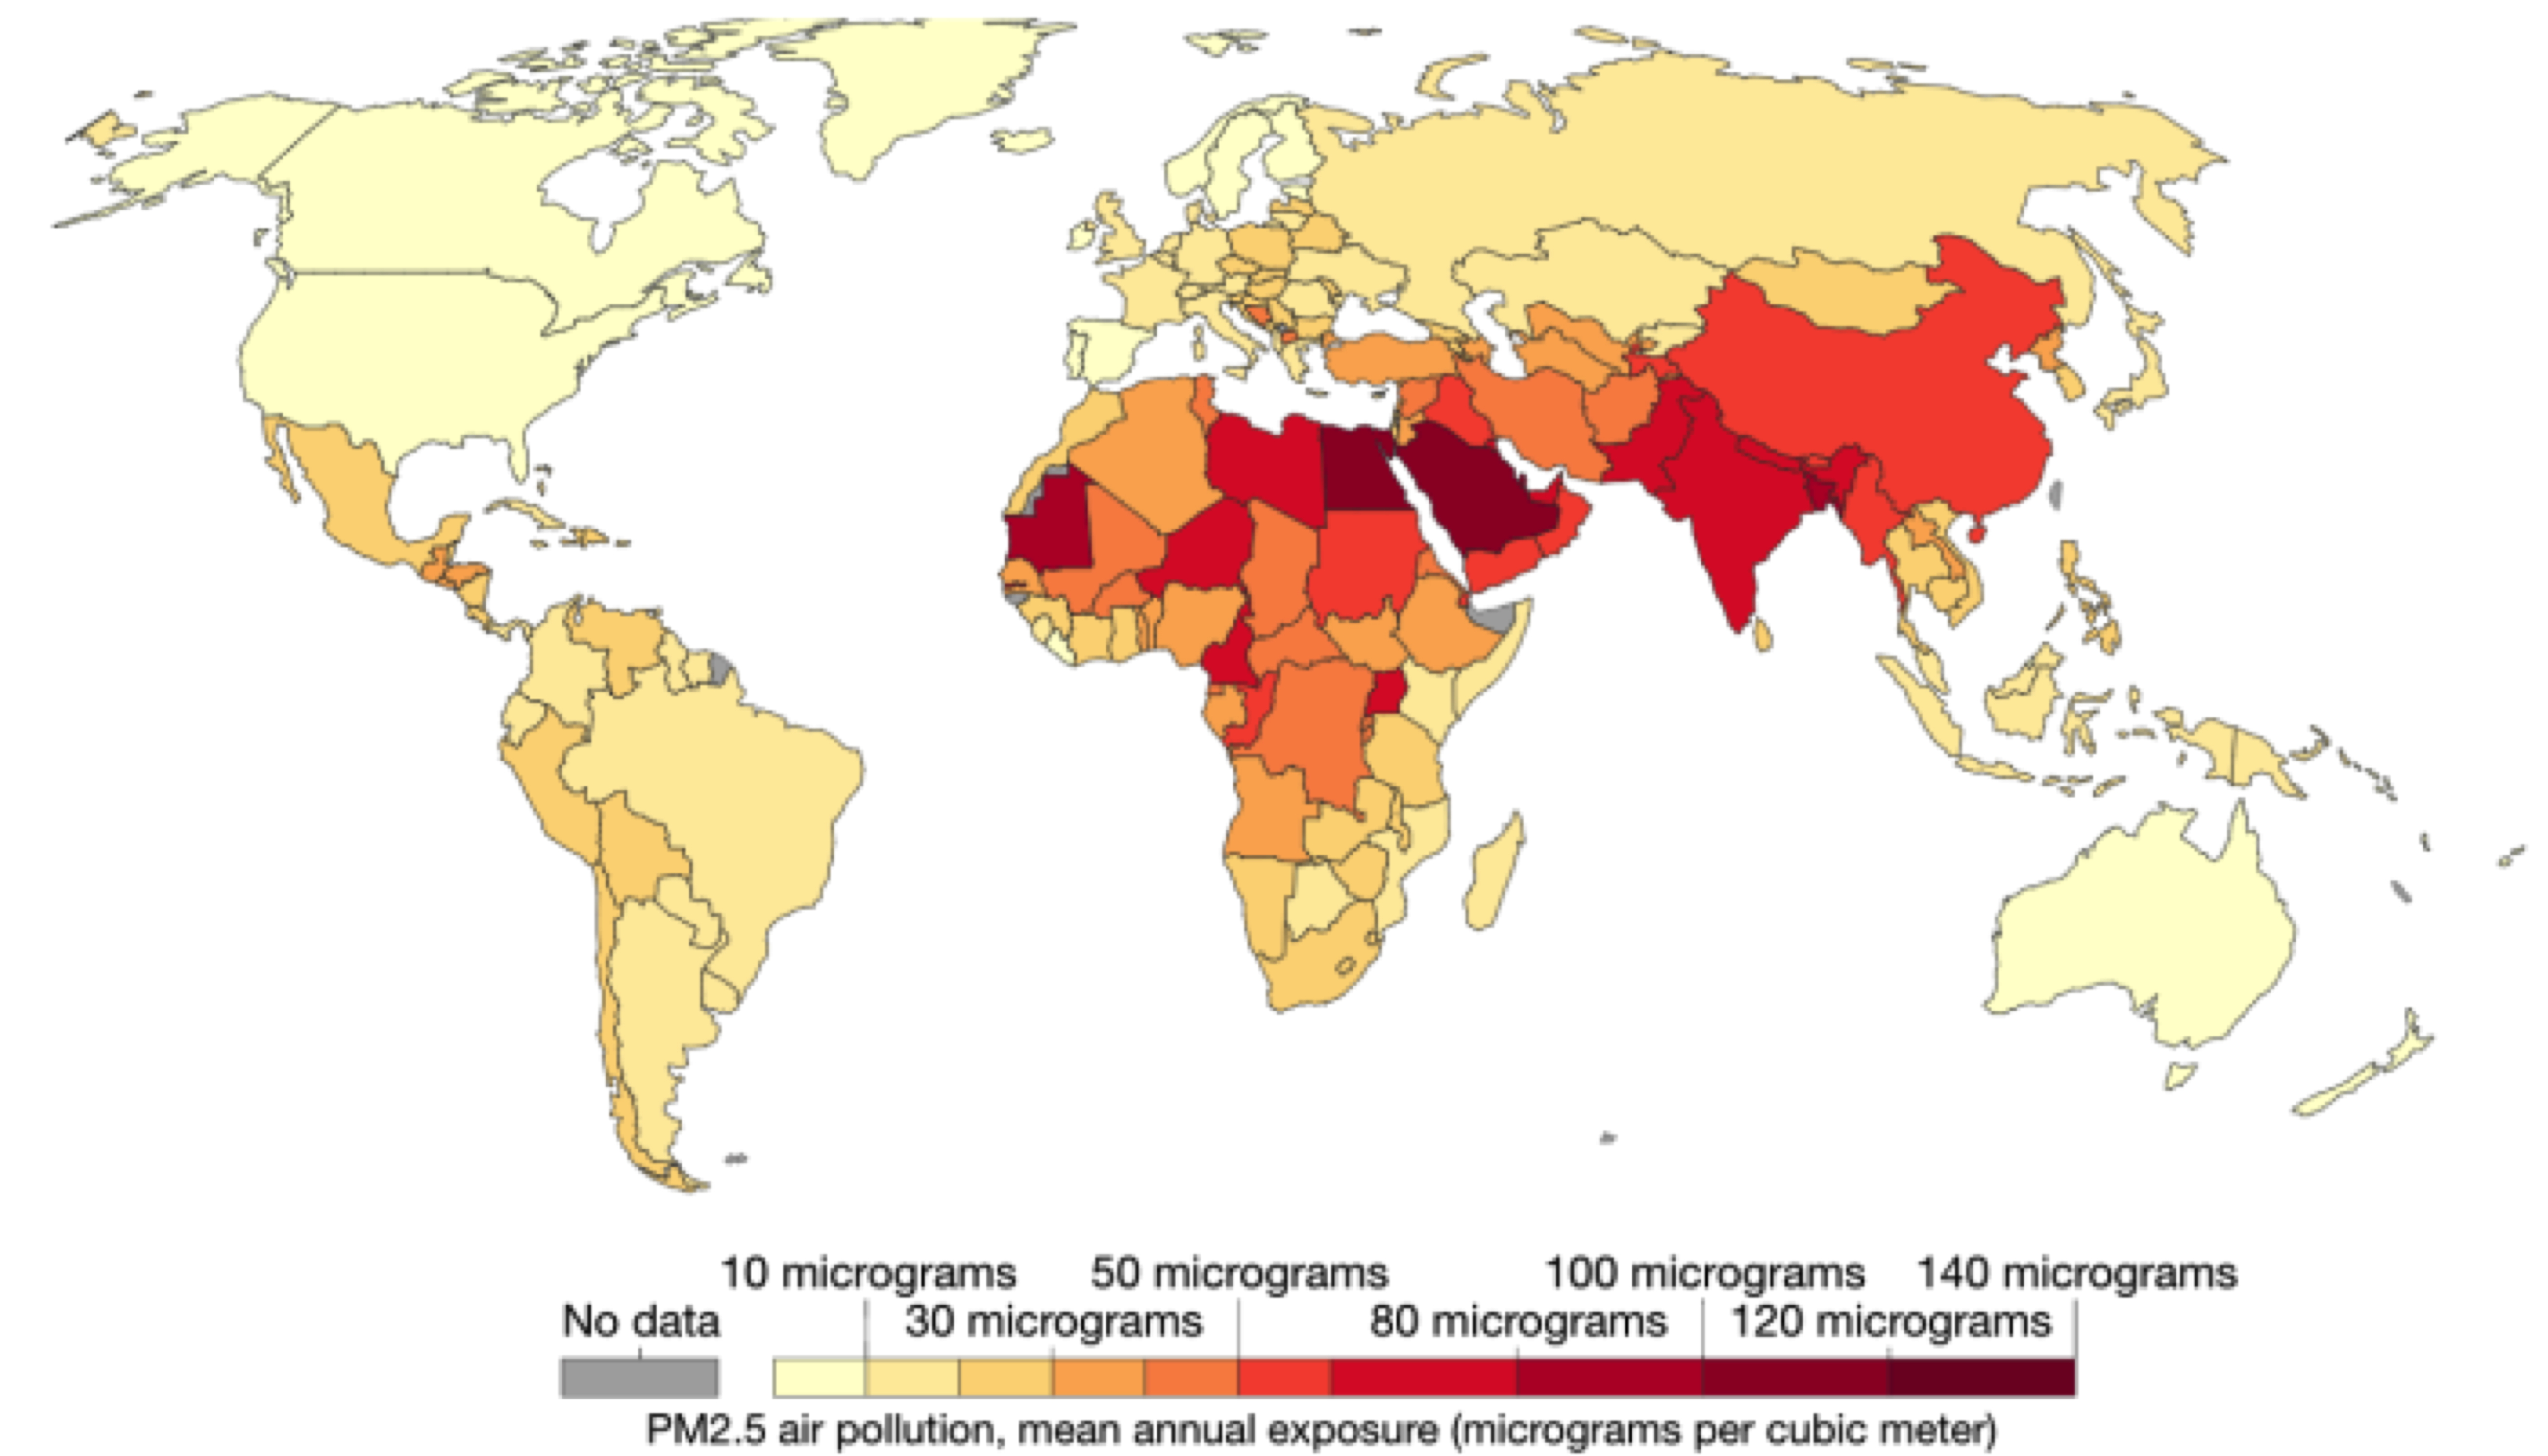 10 micrograms 50 micrograms 100 micrograms 140 micrograms
No data 30 micrograms 80 micrograms 120 micrograms
PM2.5 air pollution, mean annual exposure (micrograms per cubic meter)